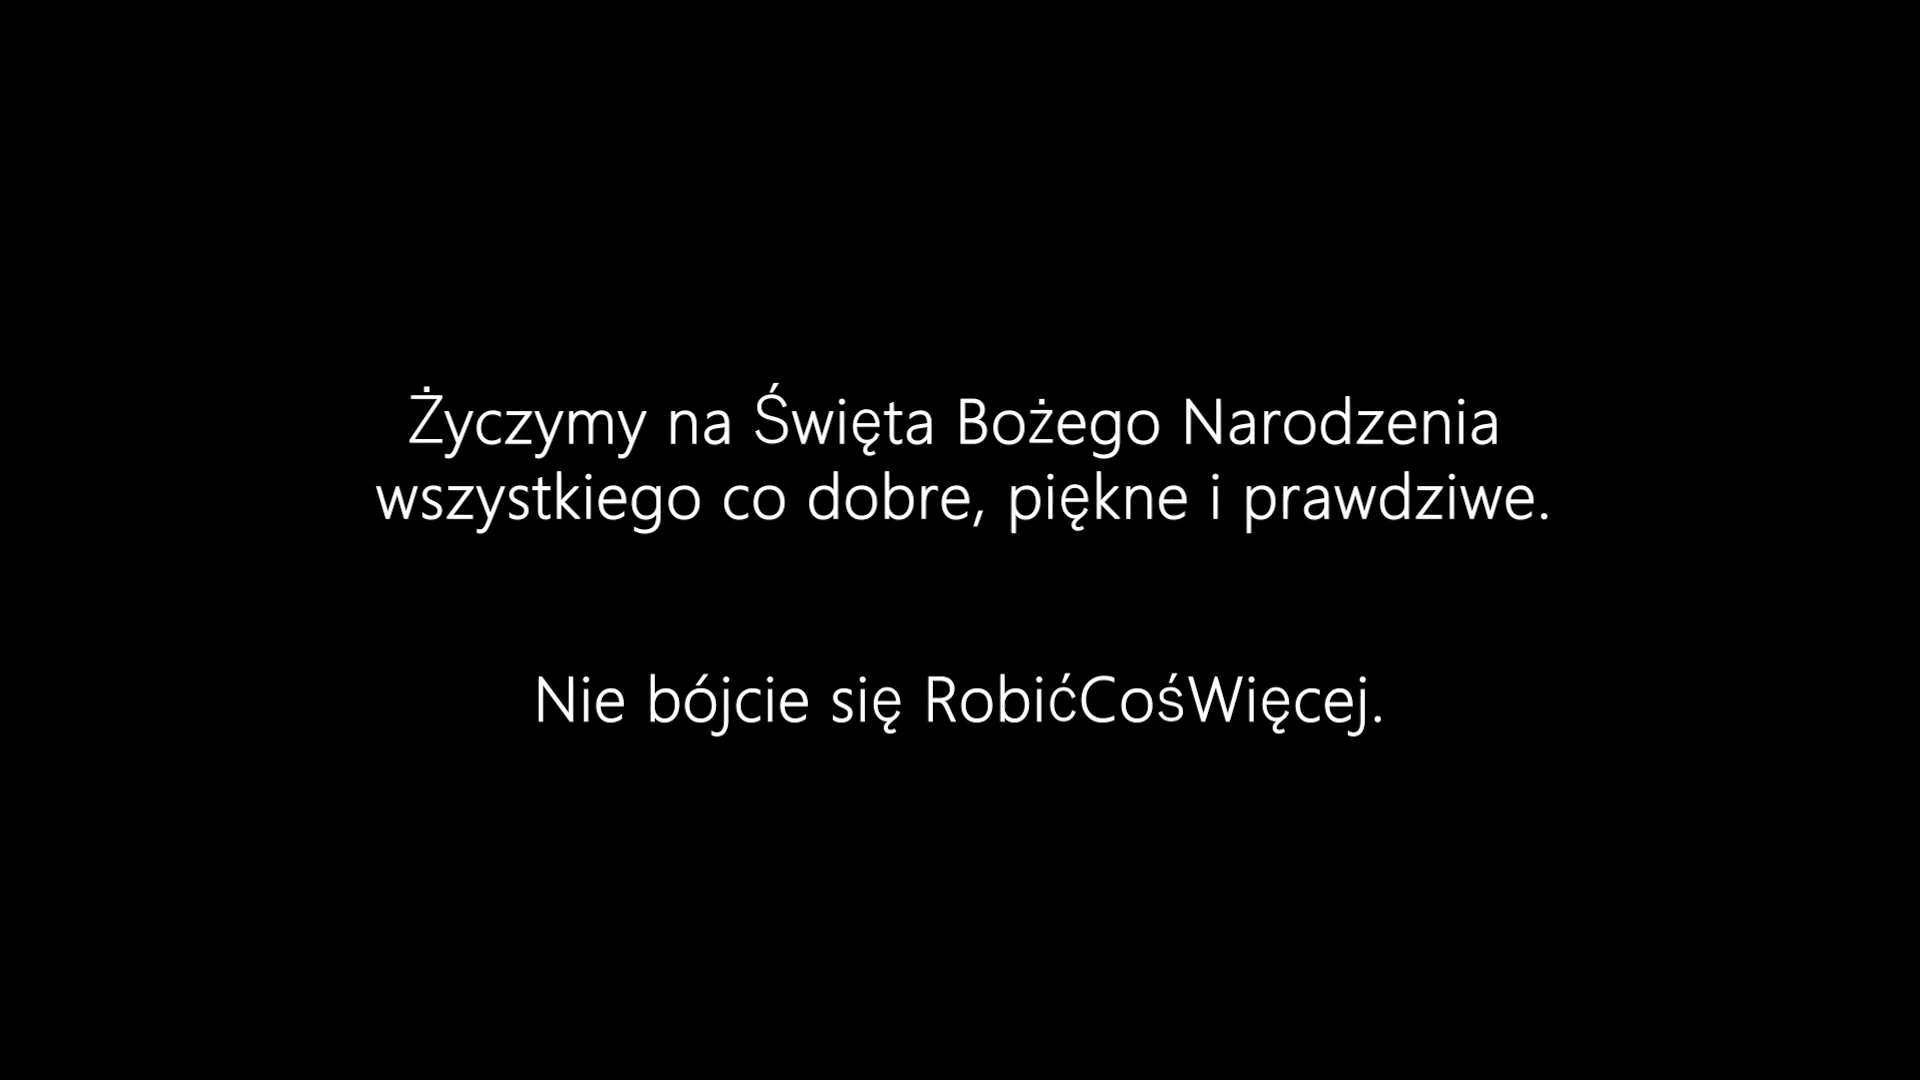 Życzymy na Święta Bożego Narodzenia
wszystkiego co dobre, piękne i prawdziwe.
Nie bójcie się RobićCośWięcej.